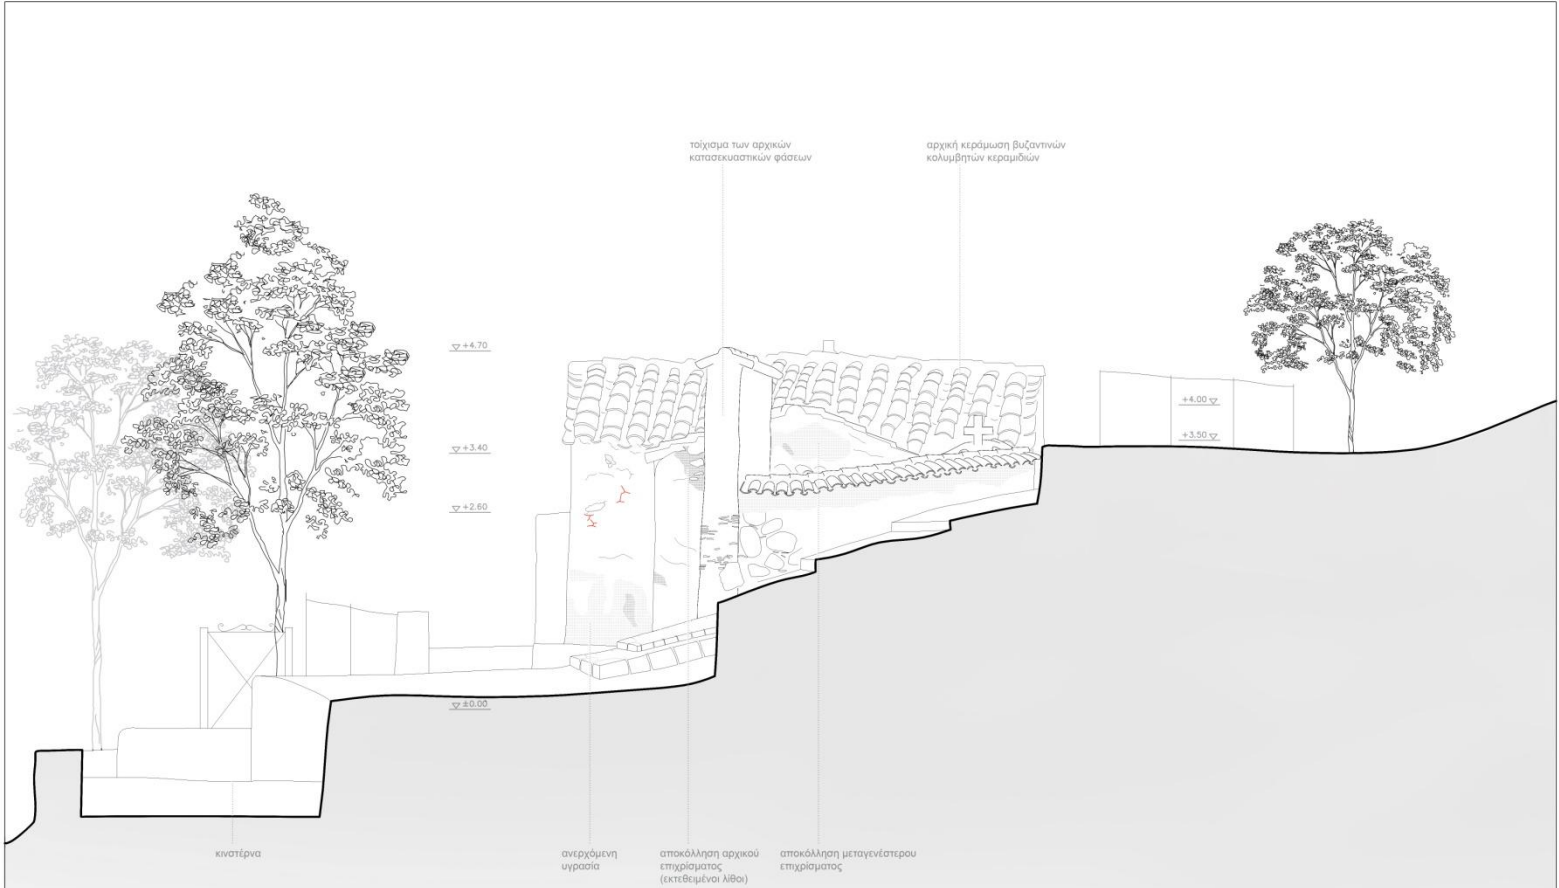 τοίχισμα των αρχικών
κατασκευαστικών φάσεων
αρχική κεράμωση βυζαντινών
κολυμβητών κεραμιδιών
+4.70
+4.00
+3.50
+3.40
+2.60
±0.00
κινστέρνα
ανερχόμενη
υγρασία
αποκόλληση αρχικού
επιχρίσματος
(εκτεθειμένοι λίθοι)
αποκόλληση μεταγενέστερου
επιχρίσματος